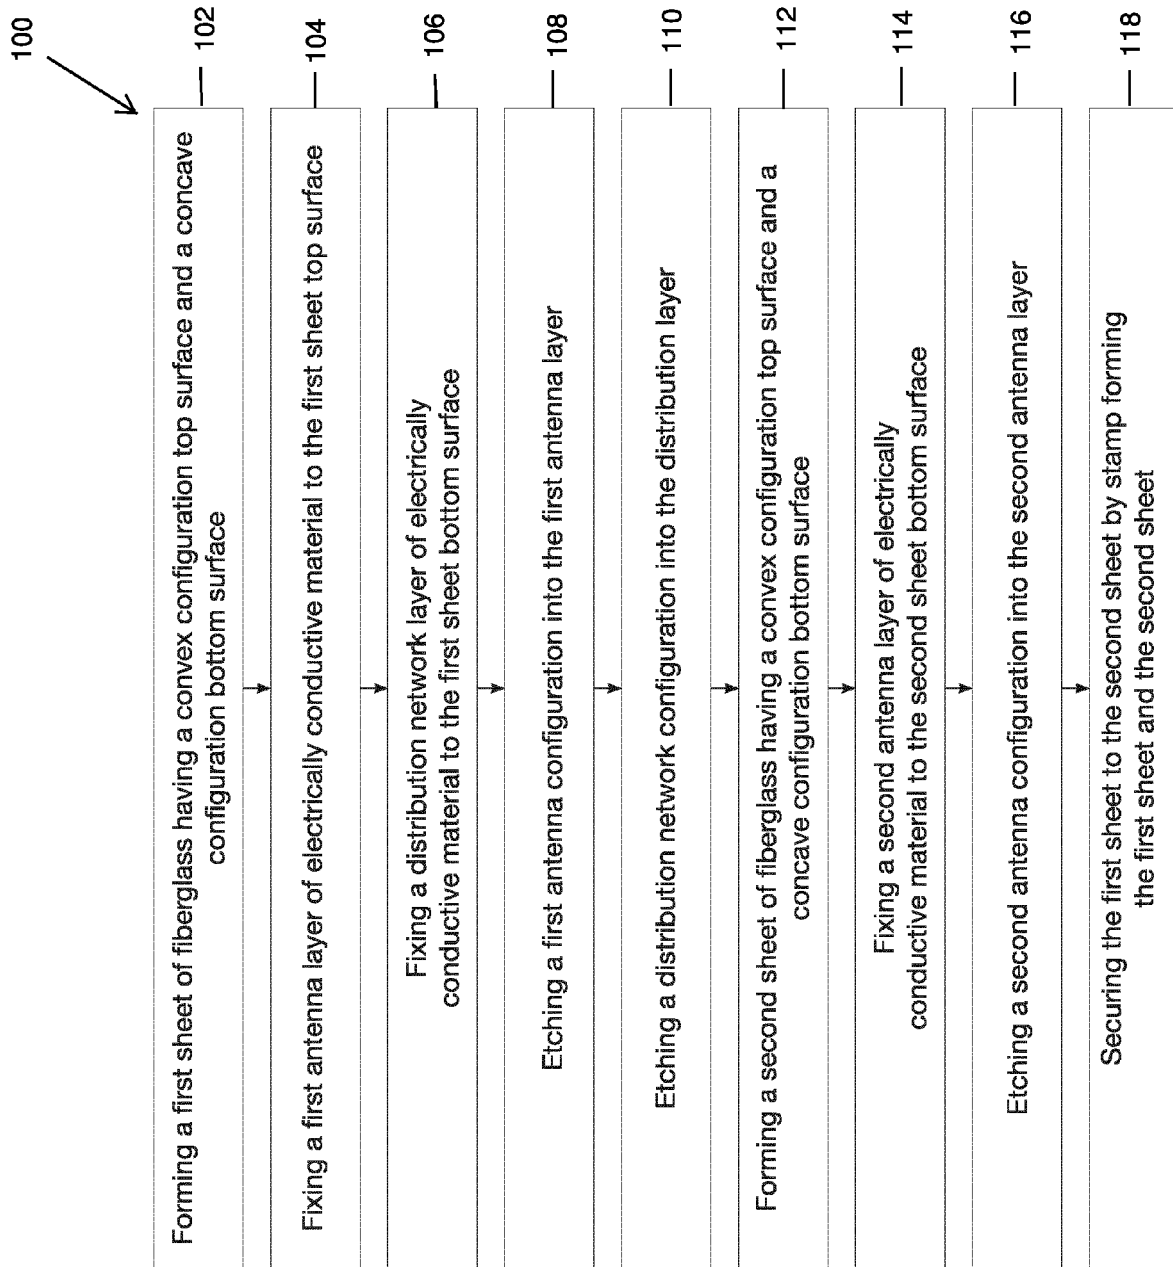 100
Forming a first sheet of fiberglass having a convex configuration top surface and a concave
configuration bottom surface
102
Fixing a first antenna layer of electrically conductive material to the first sheet top surface
104
Fixing a distribution network layer of electrically
conductive material to the first sheet bottom surface
106
Etching a first antenna configuration into the first antenna layer
108
Etching a distribution network configuration into the distribution layer
110
Forming a second sheet of fiberglass having a convex configuration top surface and a
concave configuration bottom surface
112
Fixing a second antenna layer of electrically
conductive material to the second sheet bottom surface
114
Etching a second antenna configuration into the second antenna layer
116
Securing the first sheet to the second sheet by stamp forming
the first sheet and the second sheet
118